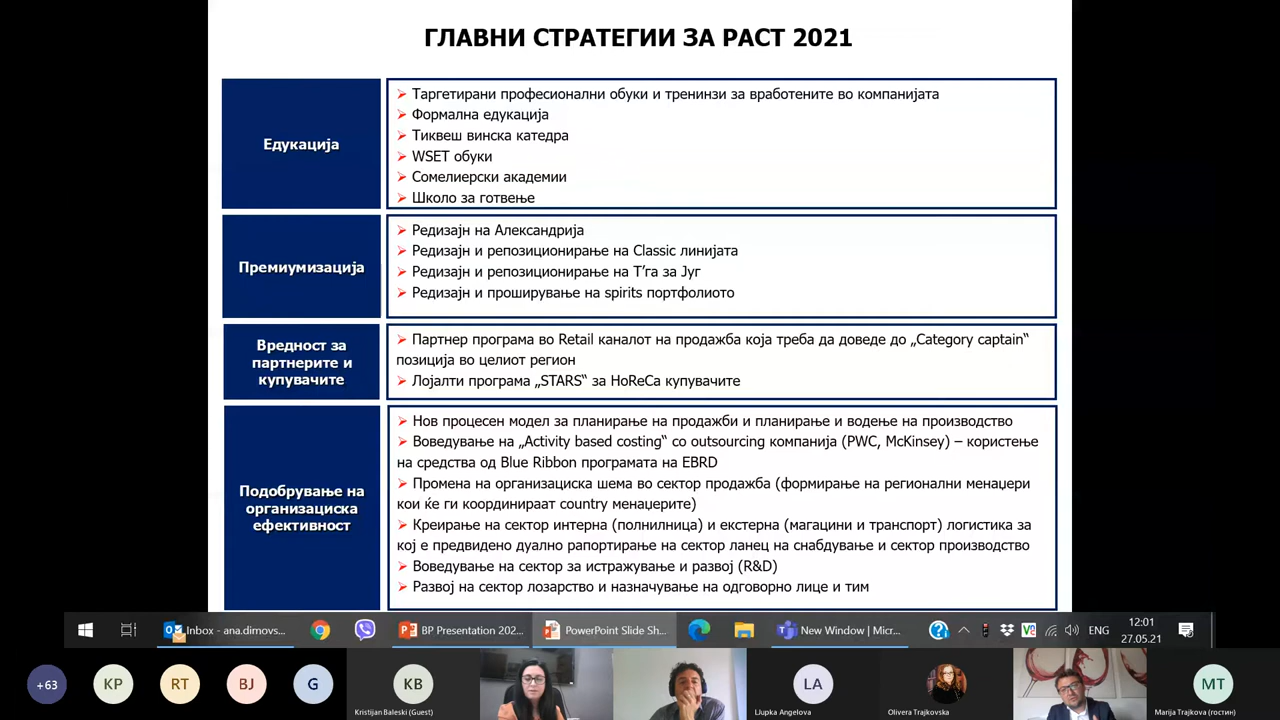 ГЛАВНИ СТРАТЕГИИ ЗА РАСТ 2021
Едукација
➢ Таргетирани професионални обуки и тренинзи за вработените во компанијата
➢ Формална едукација
➢ Тиквеш винска катедра
➢ WSET обуки
➢ Сомелиерски академии
➢ Школо за готвење
Премиумизација
➢ Редизајн на Александрија
➢ Редизајн и репозиционирање на Classic линијата
➢ Редизајн и репозиционирање на Т’га за Југ
➢ Редизајн и проширување на spirits портфолиото
Вредност за
партнерите и
купувачите
➢ Партнер програма во Retail каналот на продажба која треба да доведе до „Category captain“
позиција во целиот регион
➢ Лојалти програма „STARS“ за HoReCa купувачите
Подобрување на
организациска
ефективност
➢ Нов процесен модел за планирање на продажби и планирање и водење на производство
➢ Воведување на „Activity based costing“ со outsourcing компанија (PWC, McKinsey) – користење
на средства од Blue Ribbon програмата на EBRD
➢ Промена на организациска шема во сектор продажба (формирање на регионални менаџери
кои ќе ги координираат country менаџерите)
➢ Креирање на сектор интерна (полнилница) и екстерна (магацини и транспорт) логистика за
кој е предвидено дуално рапортирање на сектор ланец на снабдување и сектор производство
➢ Воведување на сектор за истражување и развој (R&D)
➢ Развој на сектор лозарство и назначување на одговорно лице и тим
Inbox - ana.dimovs...
BP Presentation 202...
PowerPoint Slide Sh...
New Window | Micr...
ENG
12:01
27.05.21
+63
KP
RT
BJ
G
KB
Kristijan Baleski (Guest)
LA
LJupka Angelova
Olivera Trajkovska
MT
Marija Trajkova (гостин)